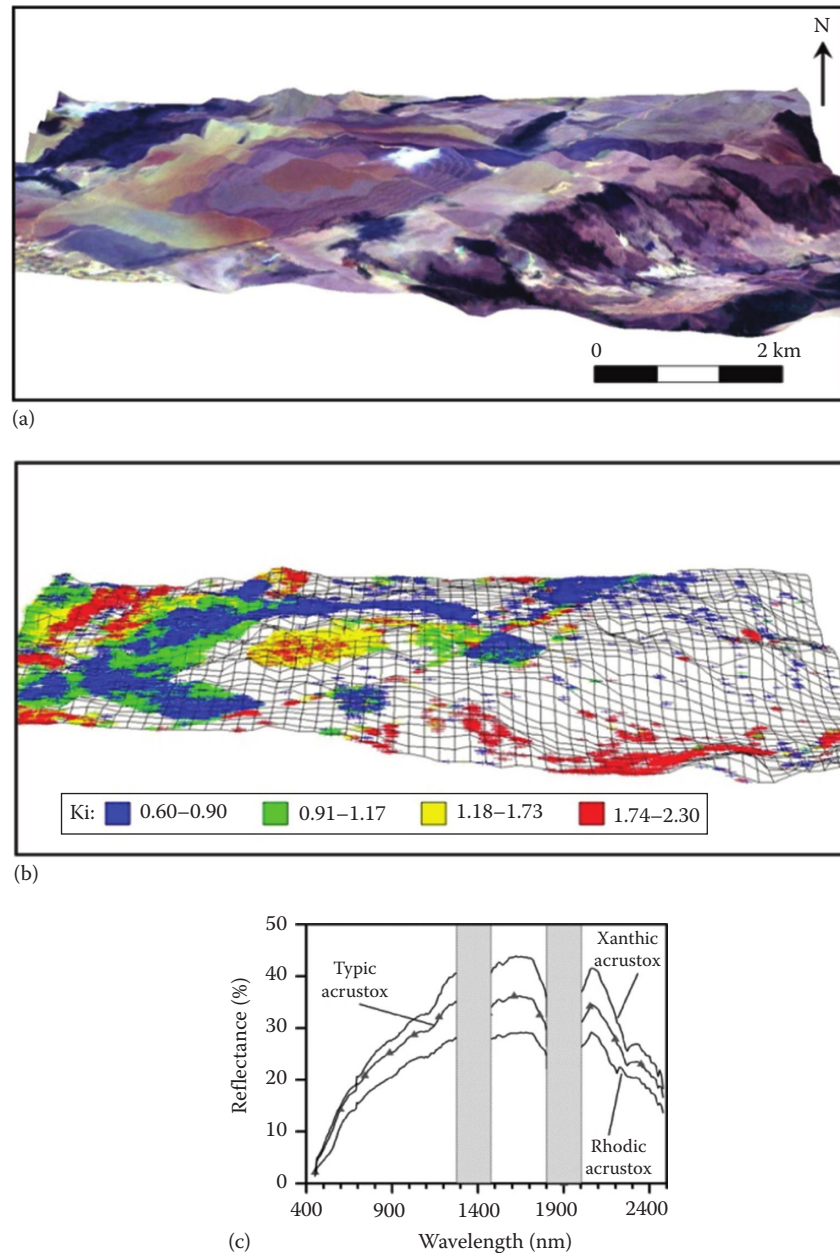 N
0 2 km
(a)
Ki: 0.60–0.90 0.91–1.17 1.18–1.73 1.74–2.30
(b)
50
40
30
20
10
0
Reflectance (%)
Typic
acrustox
Xanthic
acrustox
Rhodic
acrustox
400 900 1400 1900 2400
Wavelength (nm)
(c)